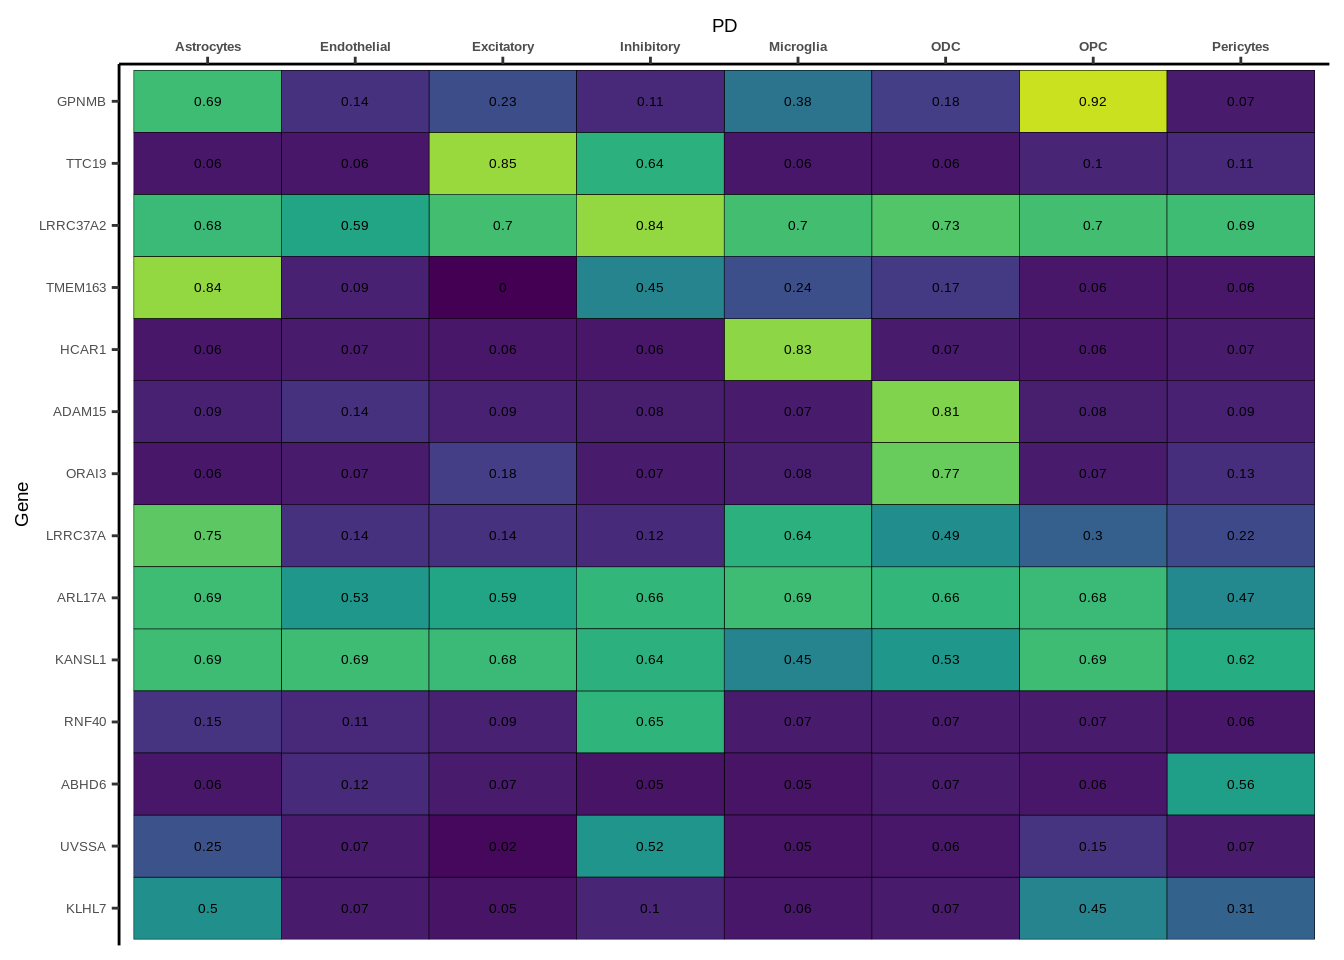 PD
Astrocytes Endothelial Excitatory Inhibitory Microglia ODC OPC Pericytes
GPNMB 0.69 0.14 0.23 0.11 0.38 0.18 0.92 0.07
TTC19 0.06 0.06 0.85 0.64 0.06 0.06 0.1 0.11
LRRC37A2 0.68 0.59 0.7 0.84 0.7 0.73 0.7 0.69
TMEM163 0.84 0.09 0 0.45 0.24 0.17 0.06 0.06
HCAR1 0.06 0.07 0.06 0.06 0.83 0.07 0.06 0.07
ADAM15 0.09 0.14 0.09 0.08 0.07 0.81 0.08 0.09
ORAI3 0.06 0.07 0.18 0.07 0.08 0.77 0.07 0.13
Gene
LRRC37A 0.75 0.14 0.14 0.12 0.64 0.49 0.3 0.22
ARL17A 0.69 0.53 0.59 0.66 0.69 0.66 0.68 0.47
KANSL1 0.69 0.69 0.68 0.64 0.45 0.53 0.69 0.62
RNF40 0.15 0.11 0.09 0.65 0.07 0.07 0.07 0.06
ABHD6 0.06 0.12 0.07 0.05 0.05 0.07 0.06 0.56
UVSSA 0.25 0.07 0.02 0.52 0.05 0.06 0.15 0.07
KLHL7 0.5 0.07 0.05 0.1 0.06 0.07 0.45 0.31